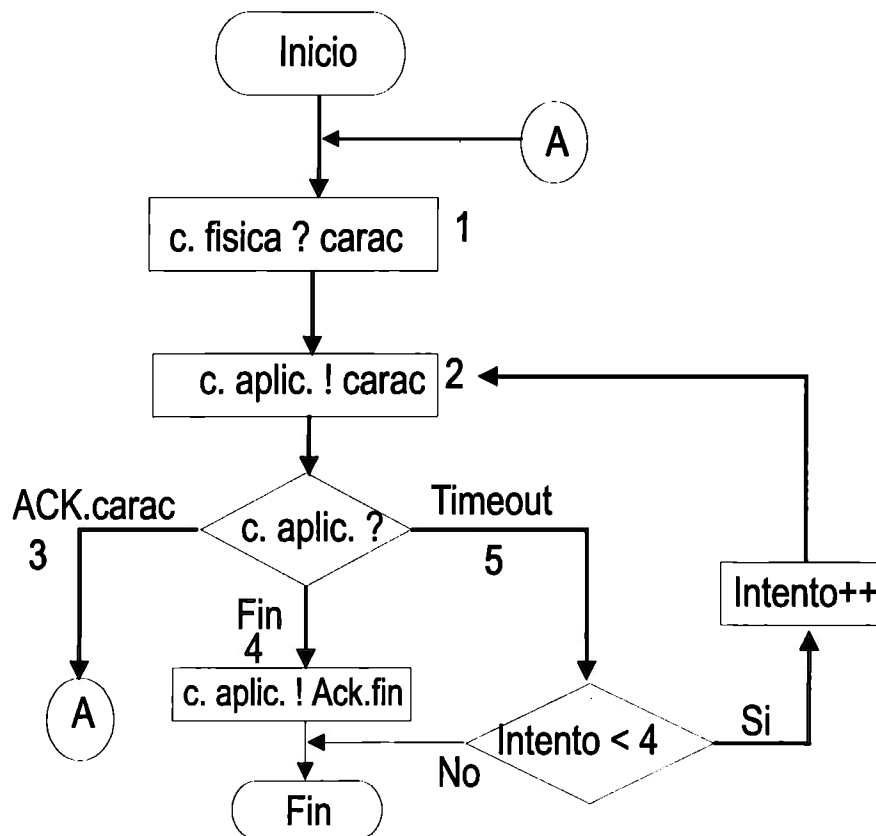 Inicio
A
c. fisica ? carac
1
c. aplic. ! carac
2
ACK.carac
3
c. aplic. ?
Timeout
5
Intento++
Fin
4
c. aplic. ! Ack.fin
A
Intento < 4
Si
No
Fin